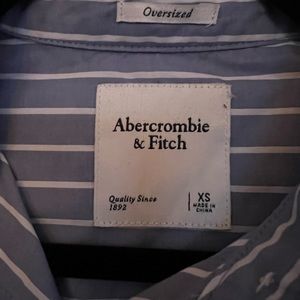 Oversized
Abercrombie
& Fitch
Quality Since
1892
XS
MADE IN
CHINA